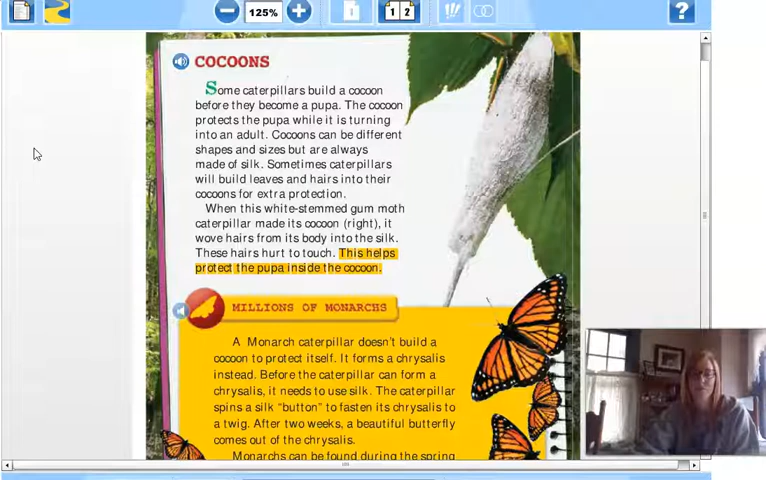 125%
1
1 2
?
COCOONS
Some caterpillars build a cocoon
before they become a pupa. The cocoon
protects the pupa while it is turning
into an adult. Cocoons can be different
shapes and sizes but are always
made of silk. Sometimes caterpillars
will build leaves and hairs into their
cocoons for extra protection.
When this white-stemmed gum moth
caterpillar made its cocoon (right), it
wove hairs from its body into the silk.
These hairs hurt to touch. This helps
protect the pupa inside the cocoon.
MILLIONS OF MONARCHS
A Monarch caterpillar doesn't build a
cocoon to protect itself. It forms a chrysalis
instead. Before the caterpillar can form a
chrysalis, it needs to use silk. The caterpillar
spins a silk “button” to fasten its chrysalis to
a twig. After two weeks, a beautiful butterfly
comes out of the chrysalis.
Monarchs can be found during the spring